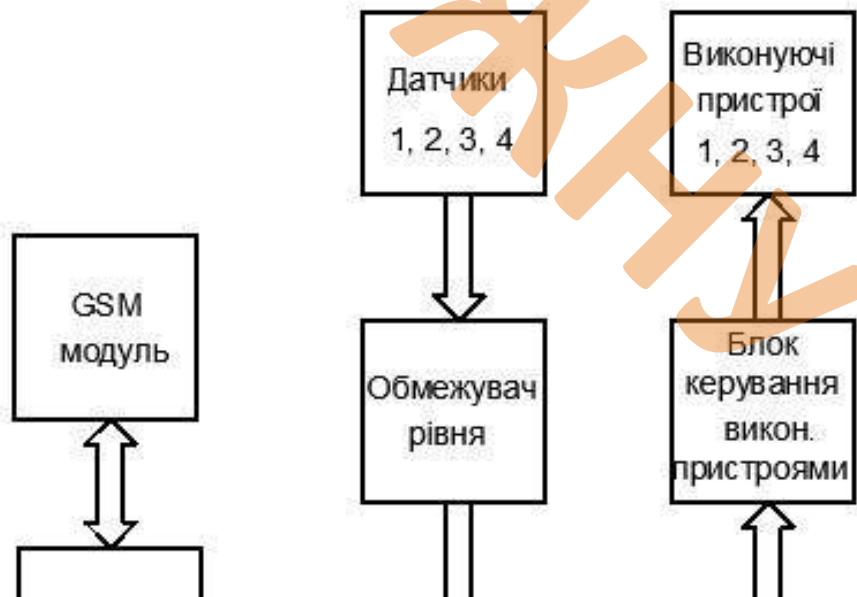 Датчики
1, 2, 3, 4
Виконуючі
пристрої
1, 2, 3, 4
GSM
модуль
Обмежувач
рівня
Блок
керування
викон.
пристроями
ЖНУ